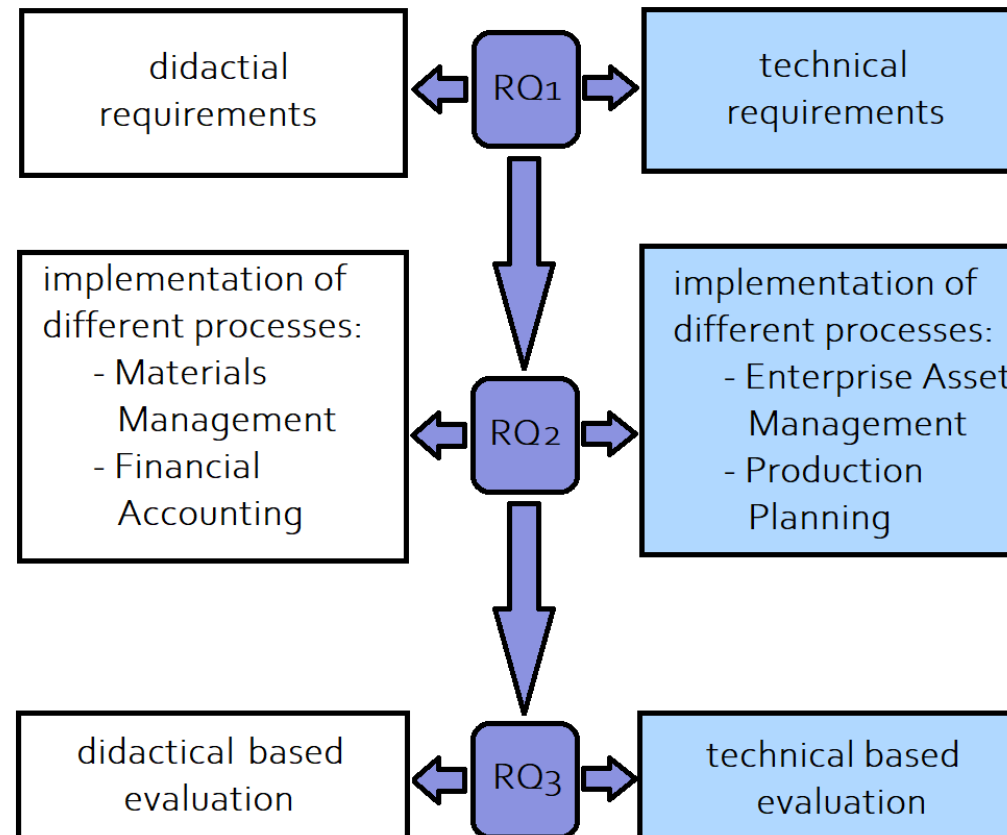 didactial
requirements
RQ1
technical
requirements
implementation of
different processes:
- Materials
Management
- Financial
Accounting
RQ2
implementation of
different processes:
- Enterprise Asset
Management
- Production
Planning
didactical based
evaluation
RQ3
technical based
evaluation